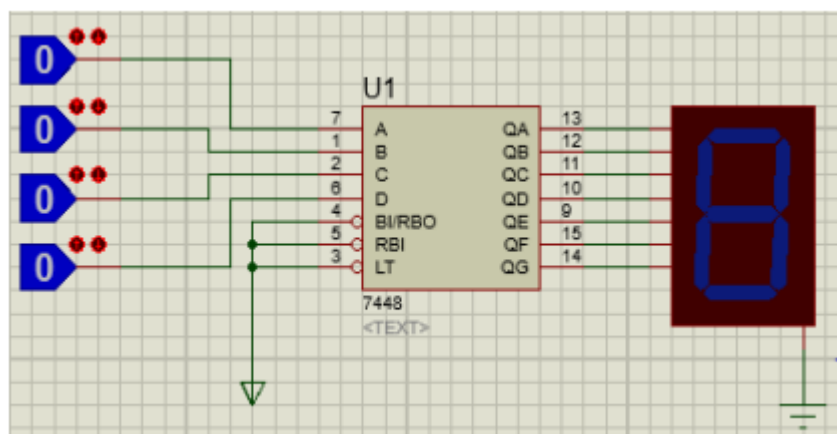 0
0
0
0
U1
7 A QA 13
1 B QB 12
2 C QC 11
6 D QD 10
4 BI/RBO QE 9
5 RBI QF 15
3 LT QG 14
7448
<TEXT>